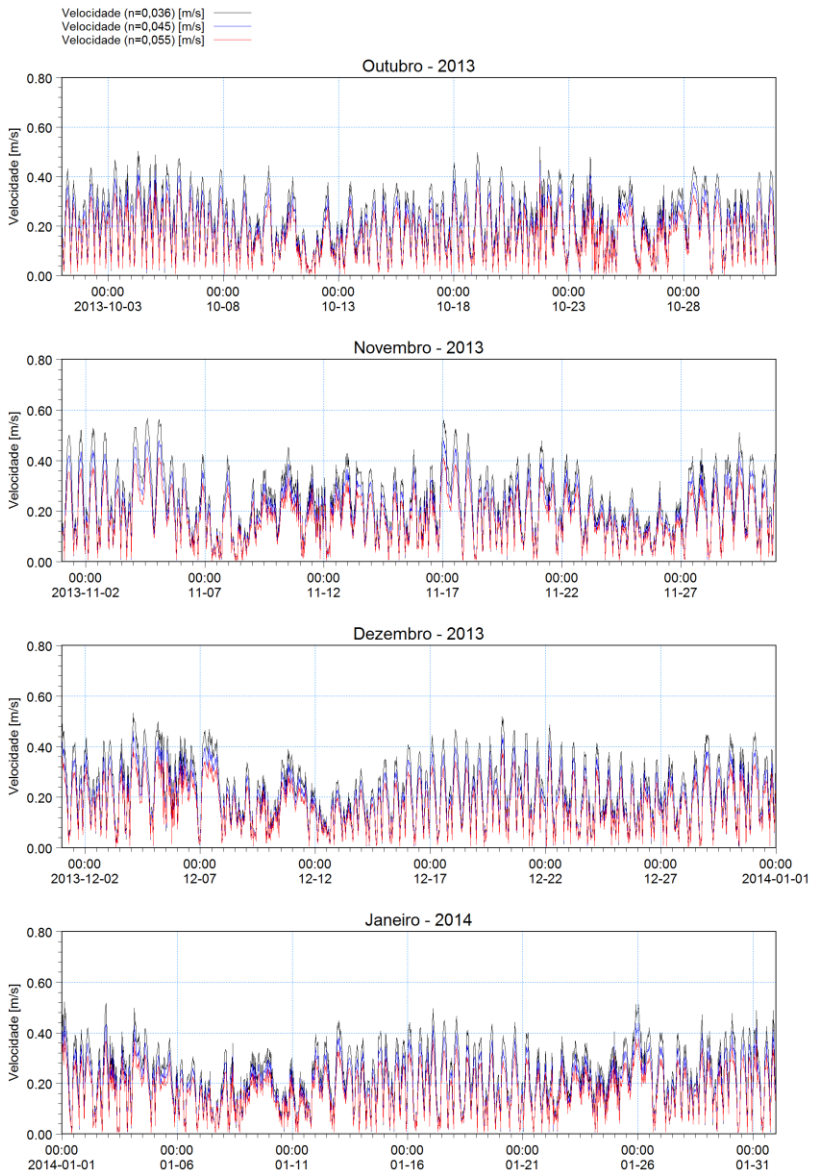 Velocidade (n=0,036) [m/s]
Velocidade (n=0,045) [m/s]
Velocidade (n=0,055) [m/s]
Outubro - 2013
Velocidade [m/s]
0.80
0.60
0.40
0.20
0.00
00:00 00:00 00:00 00:00 00:00 00:00
2013-10-03 10-08 10-13 10-18 10-23 10-28
Novembro - 2013
Velocidade [m/s]
0.80
0.60
0.40
0.20
0.00
00:00 00:00 00:00 00:00 00:00 00:00
2013-11-02 11-07 11-12 11-17 11-22 11-27
Dezembro - 2013
Velocidade [m/s]
0.80
0.60
0.40
0.20
0.00
00:00 00:00 00:00 00:00 00:00 00:00 00:00
2013-12-02 12-07 12-12 12-17 12-22 12-27 2014-01-01
Janeiro - 2014
Velocidade [m/s]
0.80
0.60
0.40
0.20
0.00
00:00 00:00 00:00 00:00 00:00 00:00 00:00
2014-01-01 01-06 01-11 01-16 01-21 01-26 01-31